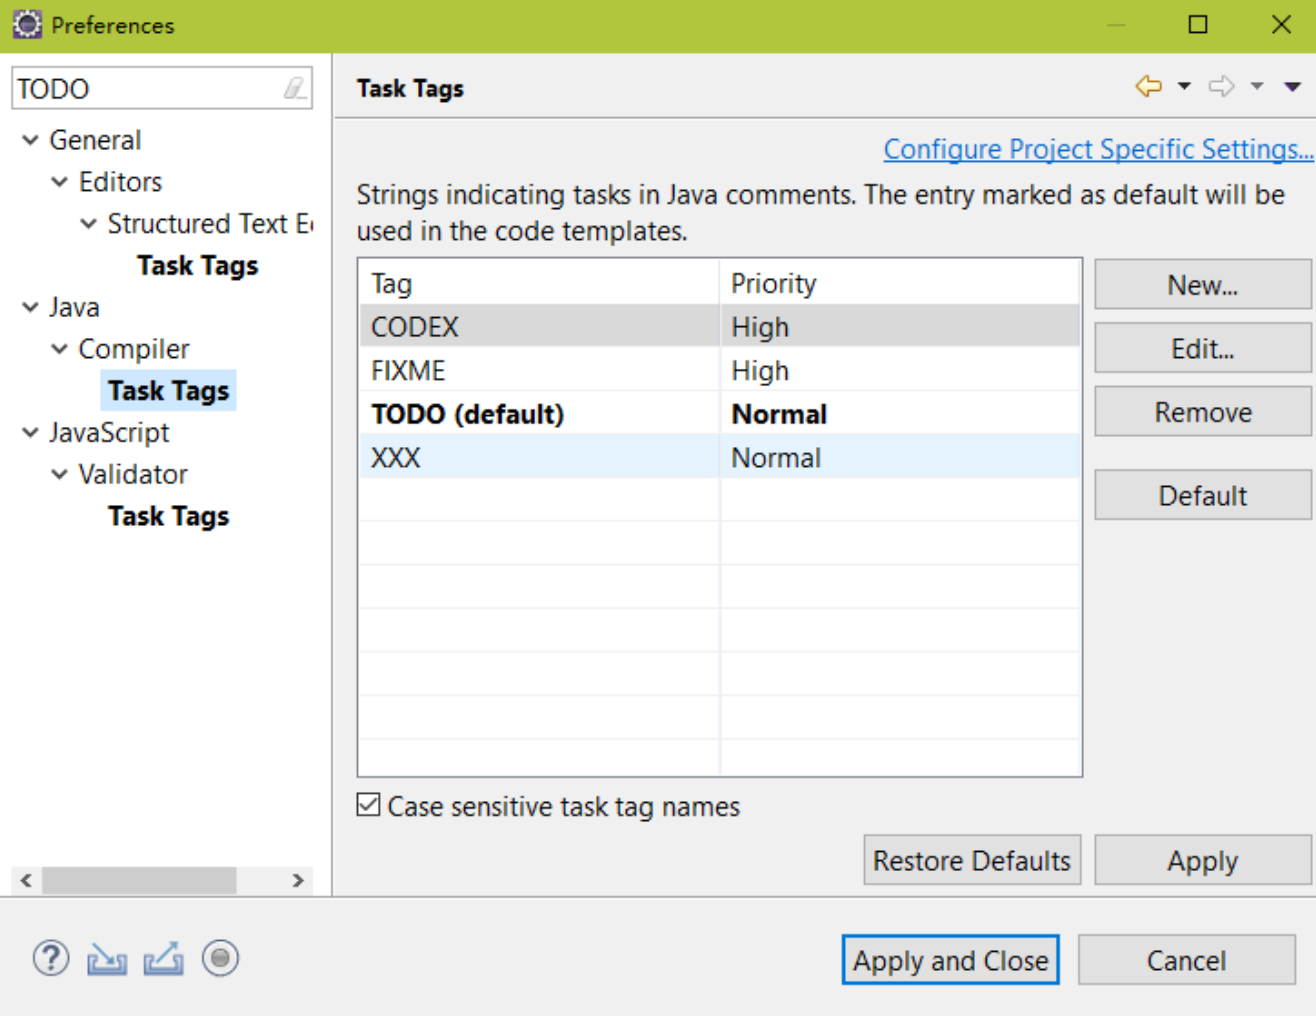 Preferences
TODO
General
Editors
Structured Text E
Task Tags
Java
Compiler
Task Tags
JavaScript
Validator
Task Tags
Task Tags
Configure Project Specific Settings...
Strings indicating tasks in Java comments. The entry marked as default will be
used in the code templates.
Tag Priority
CODEX High
FIXME High
TODO (default) Normal
XXX Normal
New...
Edit...
Remove
Default
Case sensitive task tag names
Restore Defaults Apply
Apply and Close Cancel